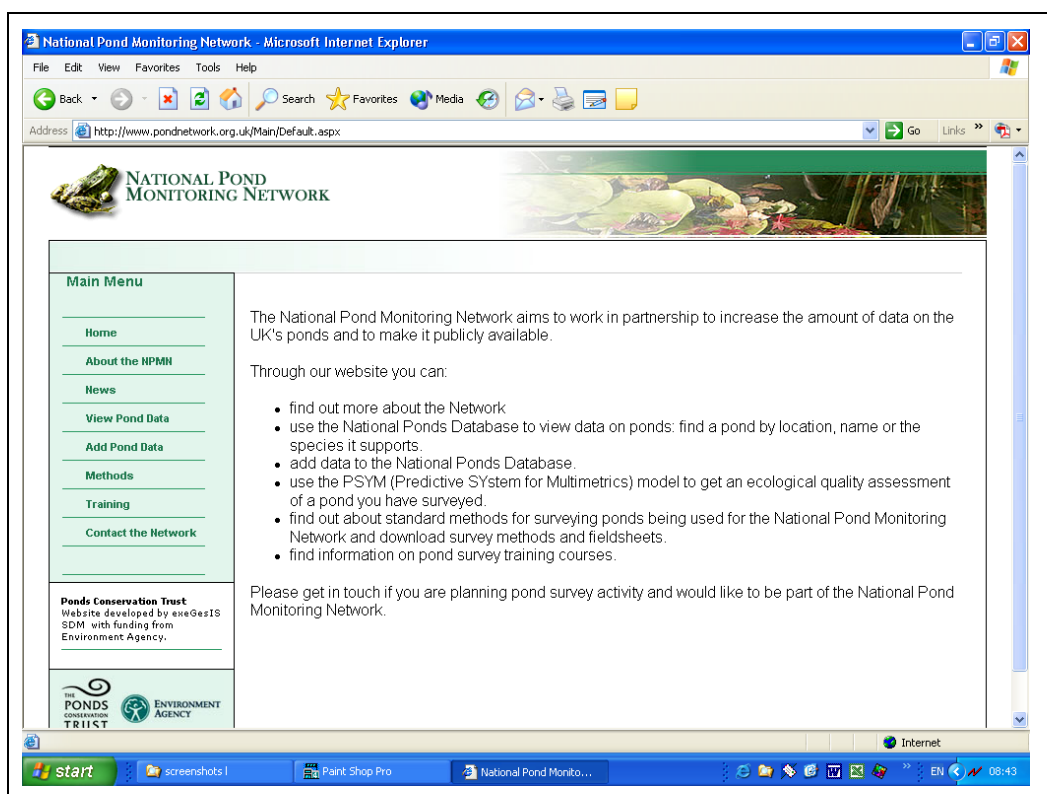 National Pond Monitoring Network - Microsoft Internet Explorer
File Edit View Favorites Tools Help
Back Search Favorites Media
Address http://www.pondnetwork.org.uk/Main/Default.aspx Go Links »
NATIONAL POND
MONITORING NETWORK
Main Menu
Home
About the NPMN
News
View Pond Data
Add Pond Data
Methods
Training
Contact the Network
Ponds Conservation Trust
Website developed by exeGesIS
SDM with funding from
Environment Agency.
THE
PONDS
CONSERVATION
TRUST
ENVIRONMENT
AGENCY
The National Pond Monitoring Network aims to work in partnership to increase the amount of data on the
UK's ponds and to make it publicly available.
Through our website you can:
• find out more about the Network
• use the National Ponds Database to view data on ponds: find a pond by location, name or the
species it supports.
• add data to the National Ponds Database.
• use the PSYM (Predictive SYstem for Multimetrics) model to get an ecological quality assessment
of a pond you have surveyed.
• find out about standard methods for surveying ponds being used for the National Pond Monitoring
Network and download survey methods and fieldsheets.
• find information on pond survey training courses.
Please get in touch if you are planning pond survey activity and would like to be part of the National Pond
Monitoring Network.
Internet
start screenshots I Paint Shop Pro National Pond Monito... » EN 08:43